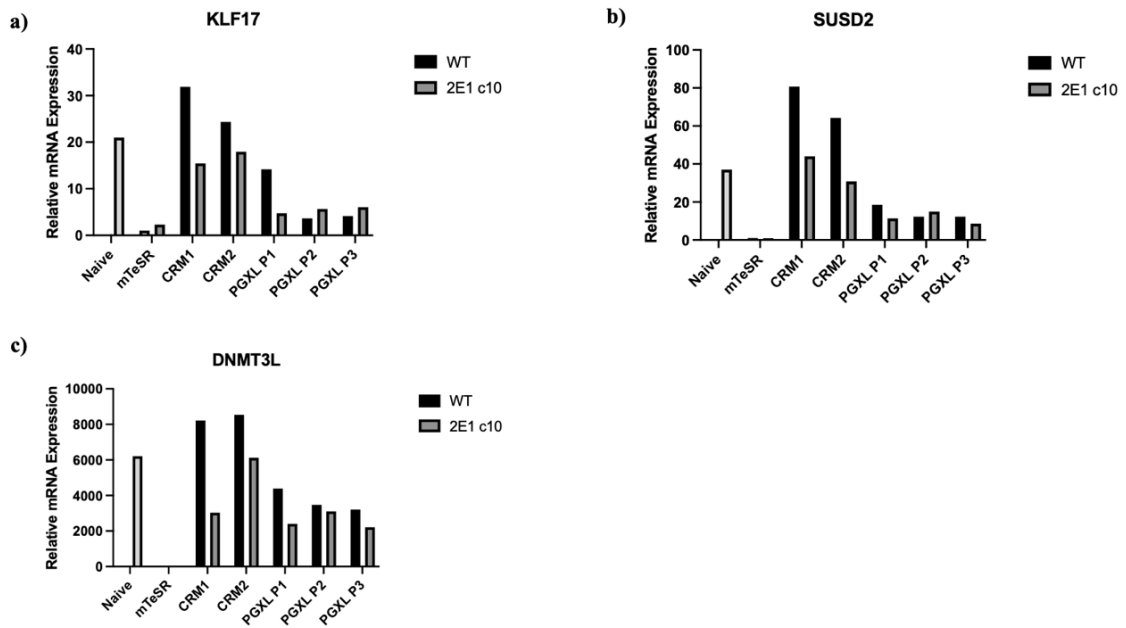 a)
KLF17
Relative mRNA Expression
40
30
20
10
0
Naive
mTeSR
CRM1
CRM2
PGXL P1
PGXL P2
PGXL P3
WT
2E1 c10
b)
SUSD2
Relative mRNA Expression
100
80
60
40
20
0
Naive
mTeSR
CRM1
CRM2
PGXL P1
PGXL P2
PGXL P3
WT
2E1 c10
c)
DNMT3L
Relative mRNA Expression
10000
8000
6000
4000
2000
0
Naive
mTeSR
CRM1
CRM2
PGXL P1
PGXL P2
PGXL P3
WT
2E1 c10